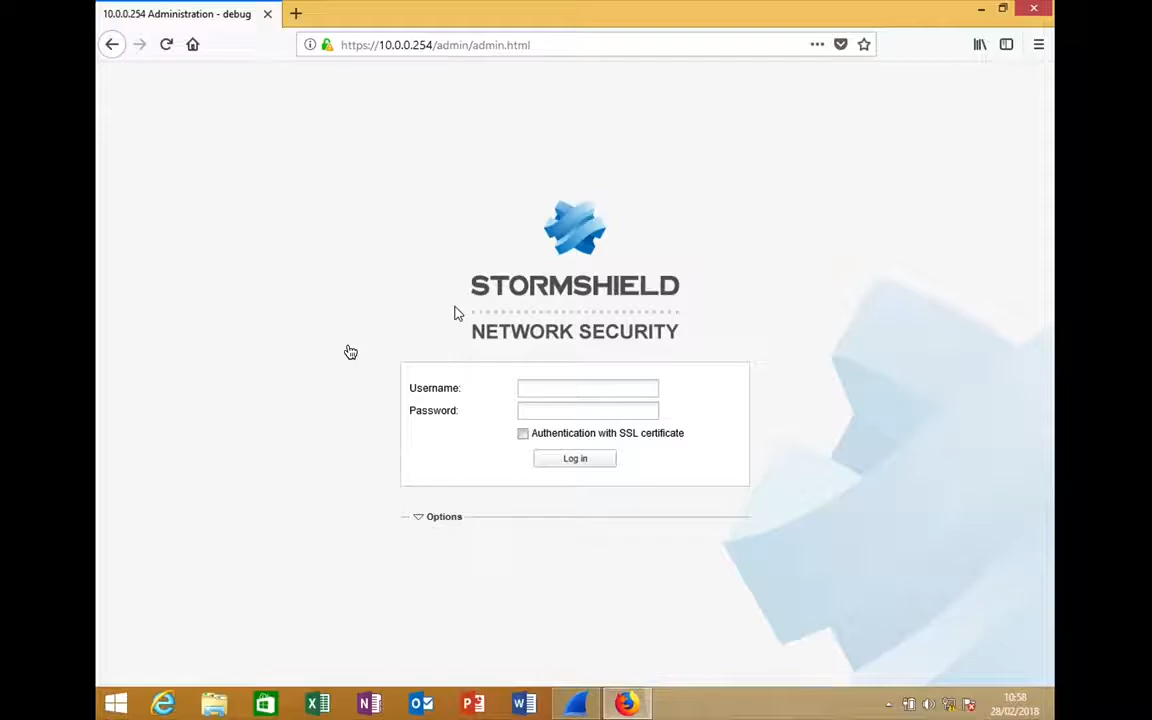 10.0.0.254 Administration - debug
https://10.0.0.254/admin/admin.html
STORMSHIELD
NETWORK SECURITY
Username:
Password:
Authentication with SSL certificate
Log in
Options
10:58
28/02/2018